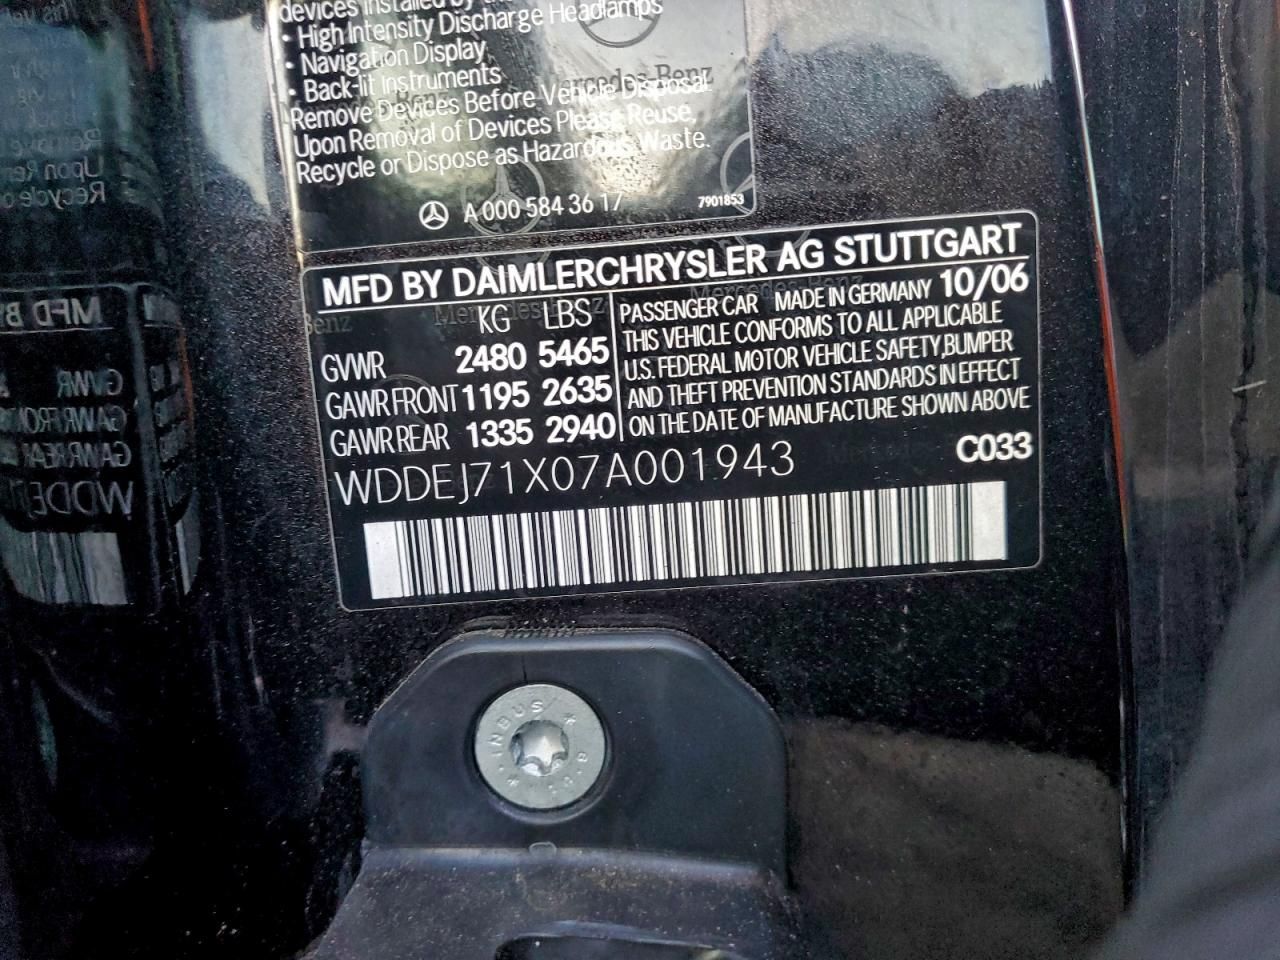 devices installed by the
• High Intensity Discharge Headlamps
• Navigation Display
• Back-lit Instruments
Remove Devices Before Vehicle Disposal
Upon Removal of Devices Please Reuse,
Recycle or Dispose as Hazardous Waste.
A 000 584 36 17
7901853
MFD BY DAIMLERCHRYSLER AG STUTTGART
KG LBS
GVWR 2480 5465
GAWR FRONT 1195 2635
GAWR REAR 1335 2940
PASSENGER CAR MADE IN GERMANY 10/06
THIS VEHICLE CONFORMS TO ALL APPLICABLE
U.S. FEDERAL MOTOR VEHICLE SAFETY,BUMPER
AND THEFT PREVENTION STANDARDS IN EFFECT
ON THE DATE OF MANUFACTURE SHOWN ABOVE
WDDEJ71X07A001943
C033
INBUS